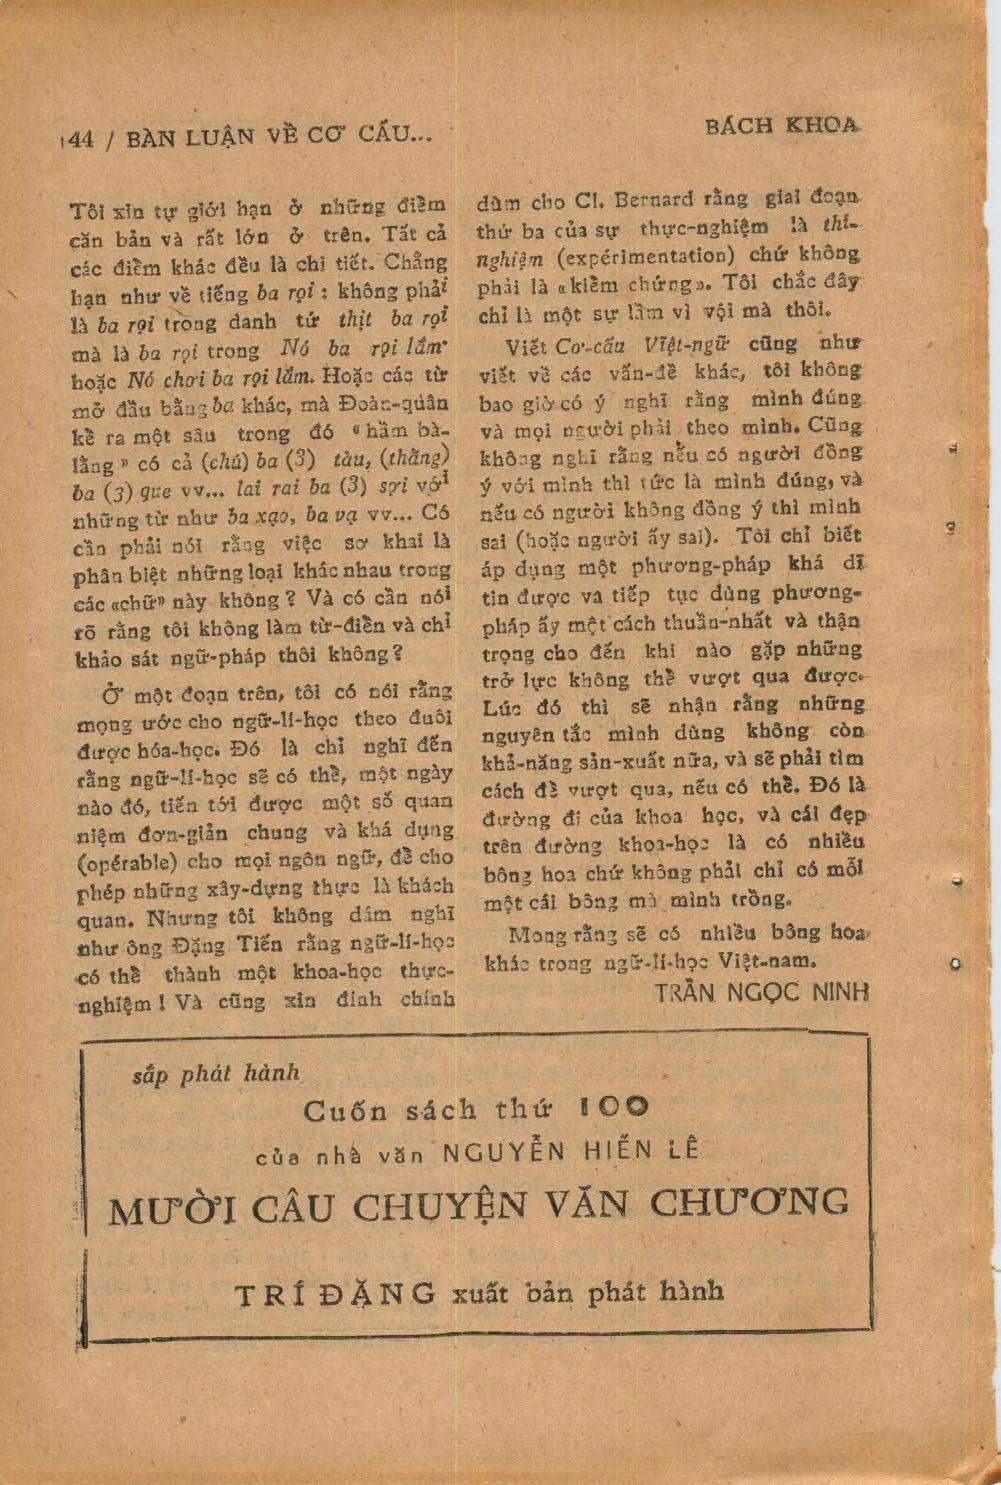 44 / BÀN LUẬN VỀ CƠ CẤU...
BÁCH KHOA
Tôi xin tự giới hạn ở những điểm
căn bản và rất lớn ở trên. Tất cả
các điểm khác đều là chi tiết. Chẳng
hạn như về tiếng ba rọi : không phải
là ba rọi trong danh từ thịt ba rọi
mà là ba rọi trong Nó ba rọi lắm
hoặc Nó chơi ba rọi lắm. Hoặc các từ
mở đầu bằng ba khác, mà Đoàn-quân
kể ra một sâu trong đó « hầm bà-
lằng » có cả (chú) ba (3) tàu, (thằng)
ba (3) que vv... lai rai ba (3) sợi với
những từ như ba xạo, ba vạ vv... Có
cần phải nói rằng việc sơ khai là
phân biệt những loại khác nhau trong
các «chữ» này không ? Và có cần nói
rõ rằng tôi không làm từ-điển và chỉ
khảo sát ngữ-pháp thôi không ?
Ở một đoạn trên, tôi có nói rằng
mọng ước cho ngữ-lí-học theo đuôi
được hóa-học. Đó là chỉ nghĩ đến
rằng ngữ-lí-học sẽ có thể, một ngày
nào đó, tiến tới được một số quan
niệm đơn-giản chung và khá dụng
(opérable) cho mọi ngôn ngữ, để cho
phép những xây-dựng thực là khách
quan. Nhưng tôi không dám nghĩ
như ông Đặng Tiến rằng ngữ-lí-học
có thể thành một khoa-học thực-
nghiệm ! Và cũng xin đính chính
dùm cho Cl. Bernard rằng giai đoạn
thứ ba của sự thực-nghiệm là thí-
nghiệm (expérimentation) chứ không
phải là «kiểm chứng». Tôi chắc đây
chỉ là một sự lầm vì vội mà thôi.
Viết Cơ-cấu Việt-ngữ cũng như
viết về các vấn-đề khác, tôi không
bao giờ có ý nghĩ rằng mình đúng
và mọi người phải theo mình. Cũng
không nghĩ rằng nếu có người đồng
ý với mình thì tức là mình đúng, và
nếu có người không đồng ý thì mình
sai (hoặc người ấy sai). Tôi chỉ biết
áp dụng một phương-pháp khả dĩ
tin được va tiếp tục dùng phương-
pháp ấy một cách thuần-nhất và thận
trọng cho đến khi nào gặp những
trở lực không thể vượt qua được.
Lúc đó thì sẽ nhận rằng những
nguyên tắc mình dùng không còn
khả-năng sản-xuất nữa, và sẽ phải tìm
cách để vượt qua, nếu có thể. Đó là
đường đi của khoa học, và cái đẹp
trên đường khoa-học là có nhiều
bông hoa chứ không phải chỉ có mỗi
một cái bông mà mình trồng.
Mong rằng sẽ có nhiều bông hoa
khác trong ngữ-lí-học Việt-nam.
TRẦN NGỌC NINH
sắp phát hành
Cuốn sách thứ 100
của nhà văn NGUYỄN HIẾN LÊ
MƯỜI CÂU CHUYỆN VĂN CHƯƠNG
TRÍ ĐẶNG xuất bản phát hành